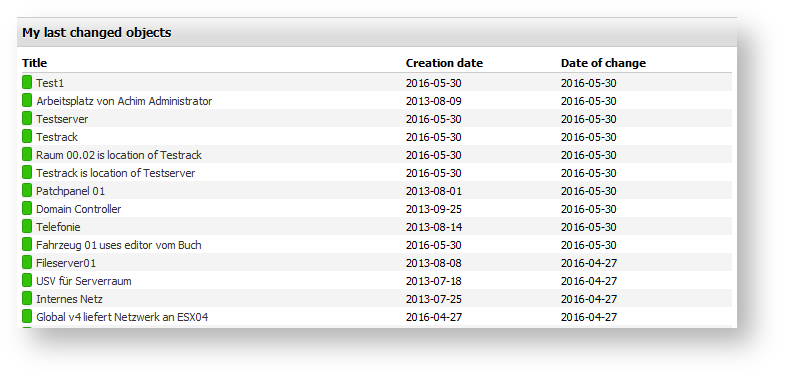 My last changed objects
Title Creation date Date of change
Test1 2016-05-30 2016-05-30
Arbeitsplatz von Achim Administrator 2013-08-09 2016-05-30
Testserver 2016-05-30 2016-05-30
Testrack 2016-05-30 2016-05-30
Raum 00.02 is location of Testrack 2016-05-30 2016-05-30
Testrack is location of Testserver 2016-05-30 2016-05-30
Patchpanel 01 2013-08-01 2016-05-30
Domain Controller 2013-09-25 2016-05-30
Telefonie 2013-08-14 2016-05-30
Fahrzeug 01 uses editor vom Buch 2016-05-30 2016-05-30
Fileserver01 2013-08-08 2016-04-27
USV für Serverraum 2013-07-18 2016-04-27
Internes Netz 2013-07-25 2016-04-27
Global v4 liefert Netzwerk an ESX04 2016-04-27 2016-04-27